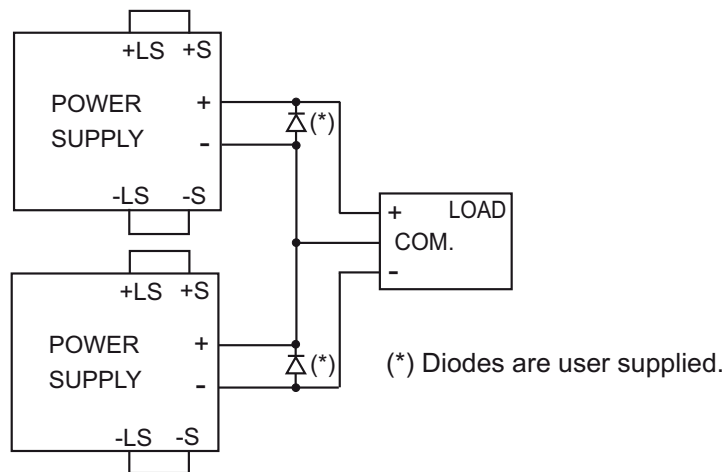 +LS +S
POWER
SUPPLY
+
-
(*)
-LS -S
+ LOAD
COM.
-
+LS +S
POWER
SUPPLY
+
-
(*)
(*) Diodes are user supplied.
-LS -S